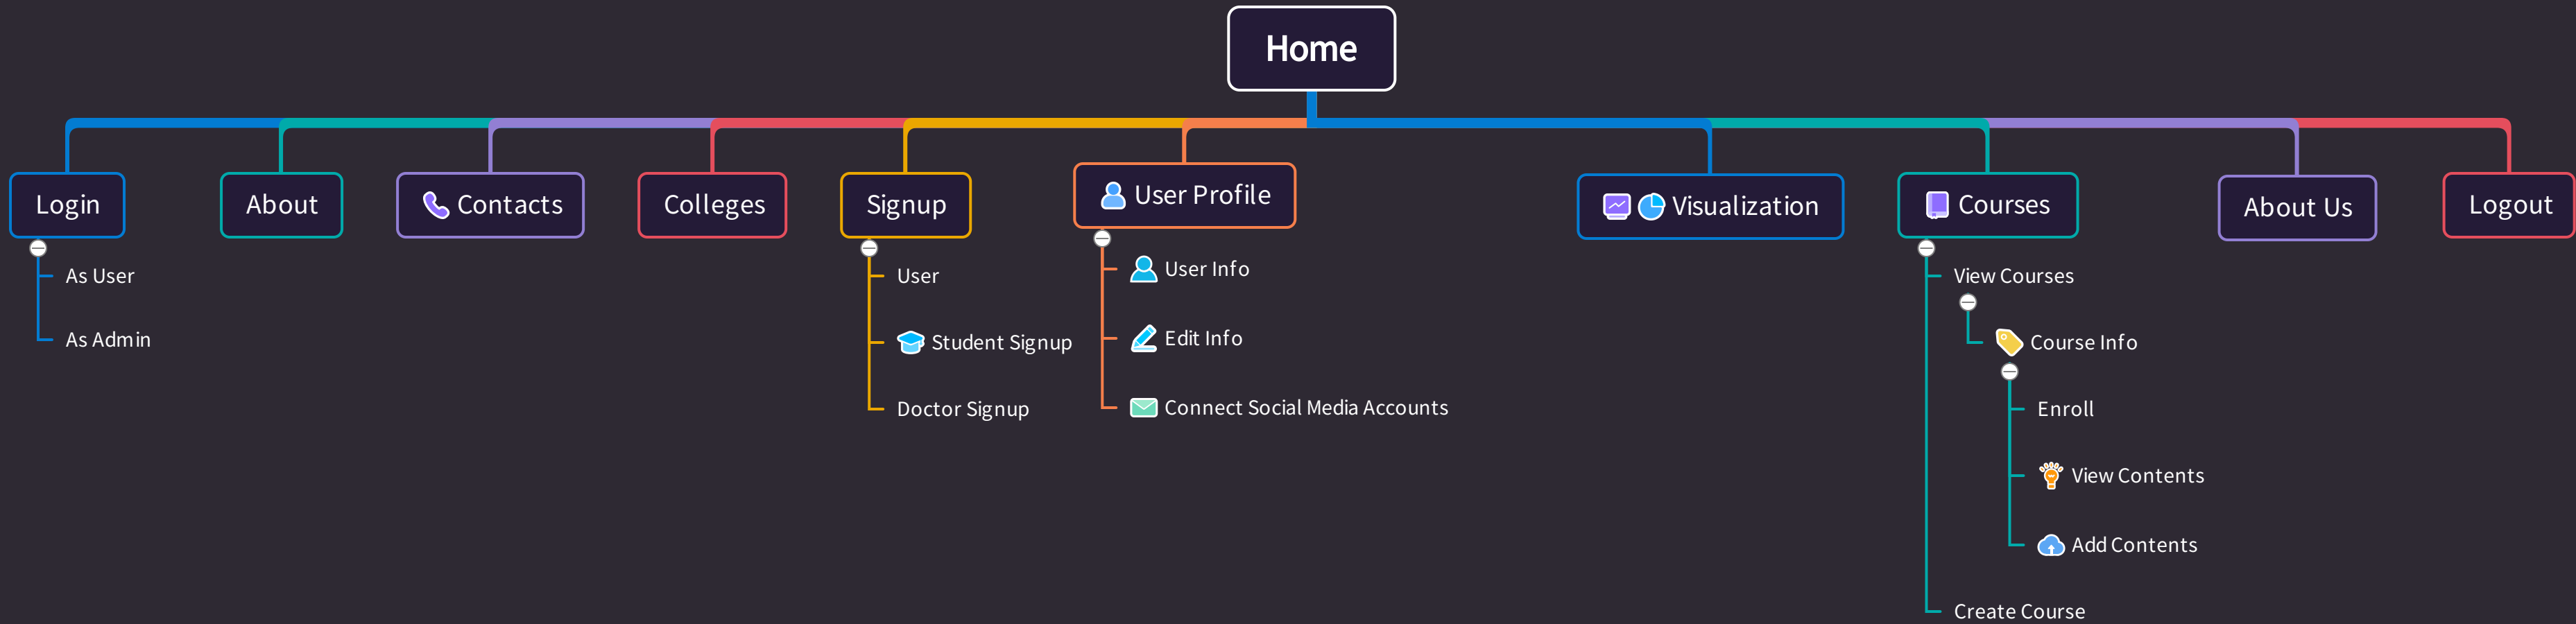 Home
Login
About
Contacts
Colleges
Signup
User Profile
Visualization
Courses
About Us
Logout
As User
As Admin
User
Student Signup
Doctor Signup
User Info
Edit Info
Connect Social Media Accounts
View Courses
Course Info
Enroll
View Contents
Add Contents
Create Course